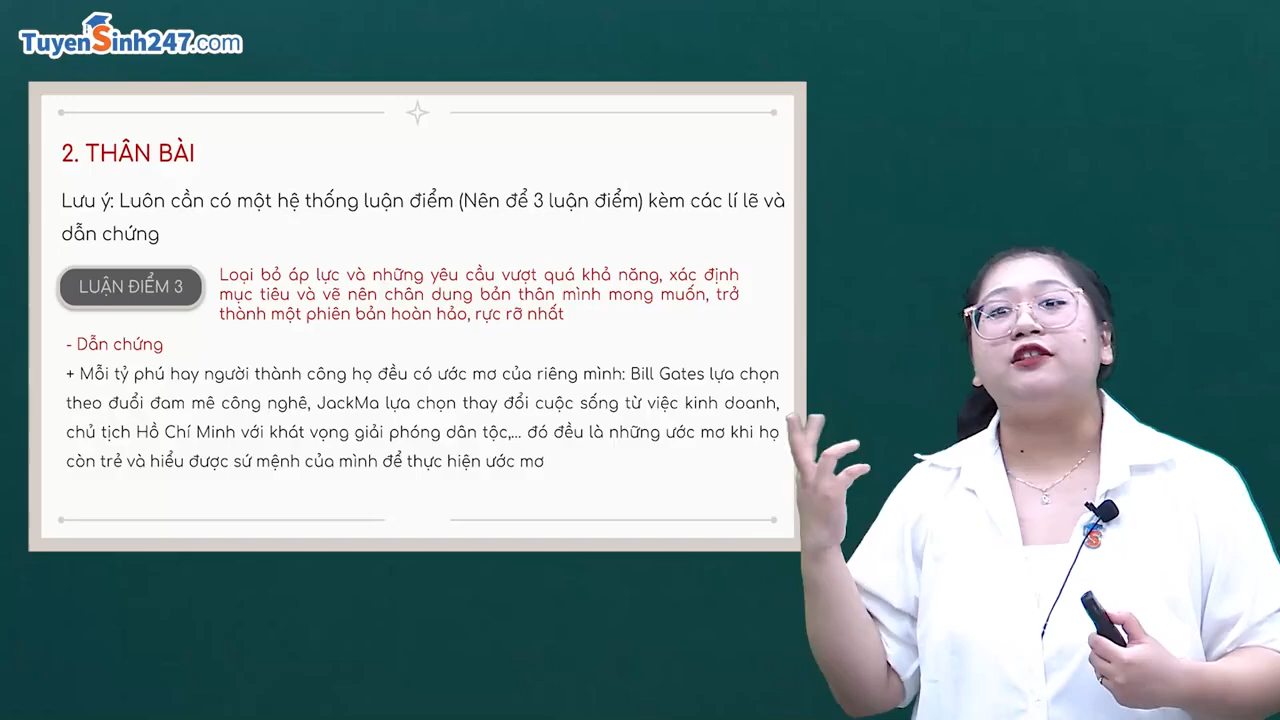 TuyenSinh247.com
2. THÂN BÀI
Lưu ý: Luôn cần có một hệ thống luận điểm (Nên để 3 luận điểm) kèm các lí lẽ và
dẫn chứng
LUẬN ĐIỂM 3
Loại bỏ áp lực và những yêu cầu vượt quá khả năng, xác định
mục tiêu và vẽ nên chân dung bản thân mình mong muốn, trở
thành một phiên bản hoàn hảo, rực rỡ nhất
- Dẫn chứng
+ Mỗi tỷ phú hay người thành công họ đều có ước mơ của riêng mình: Bill Gates lựa chọn
theo đuổi đam mê công nghê, JackMa lựa chọn thay đổi cuộc sống từ việc kinh doanh,
chủ tịch Hồ Chí Minh với khát vọng giải phóng dân tộc,... đó đều là những ước mơ khi họ
còn trẻ và hiểu được sứ mệnh của mình để thực hiện ước mơ